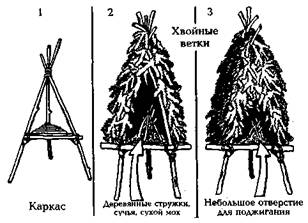 1
2
3
Хвойные
ветки
Каркас
Деревянные стружки,
сучья, сухой мох
Небольшое отверстие
для поджигания